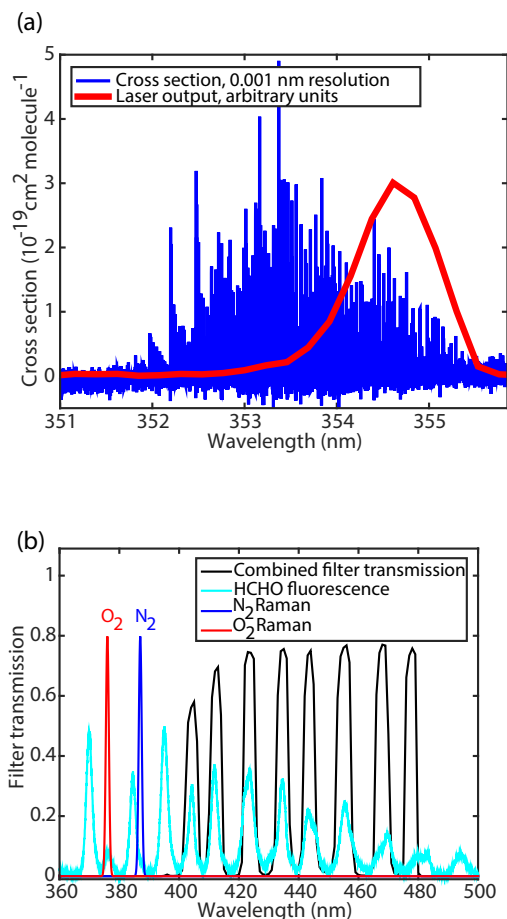 (a)
Cross section, 0.001 nm resolution
Laser output, arbitrary units
Cross section (10⁻¹⁹cm² molecule⁻¹
5
4
3
2
1
0
351 352 353 354 355
Wavelength (nm)
(b)
Combined filter transmission
HCHO fluorescence
N₂Raman
O₂Raman
O₂ N₂
Filter transmission
1
0.8
0.6
0.4
0.2
0
360 380 400 420 440 460 480 500
Wavelength (nm)